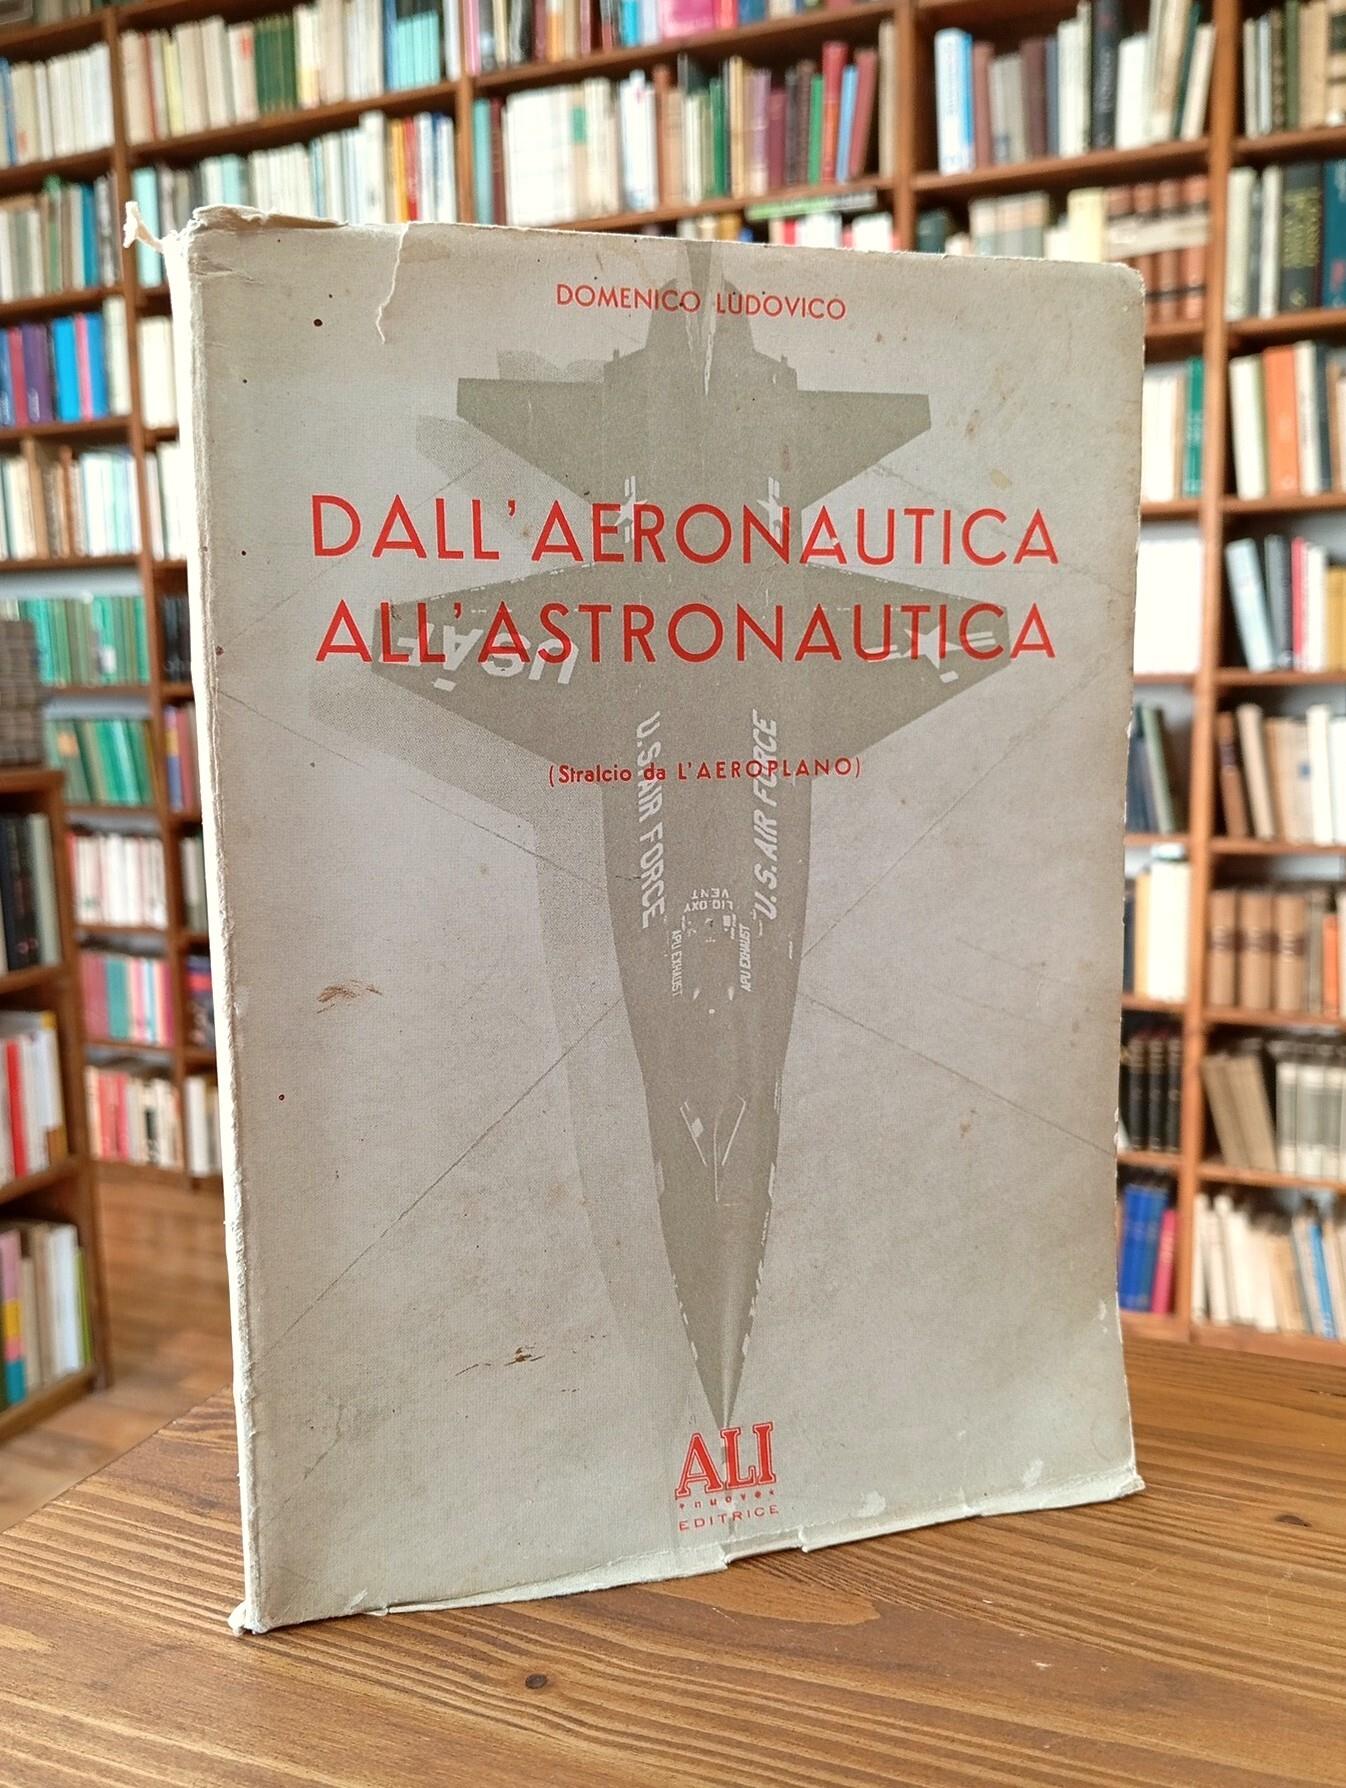 DOMENICO LUDOVICO
DALL'AERONAUTICA
ALL'ASTRONAUTICA
USAF
(Stralcio da L'AEROPLANO)
U.S. AIR FORCE
U.S. AIR FORCE
LIQ. OXY
VENT
APU EXHAUST
APU EXHAUST
ALI
nuove
EDITRICE